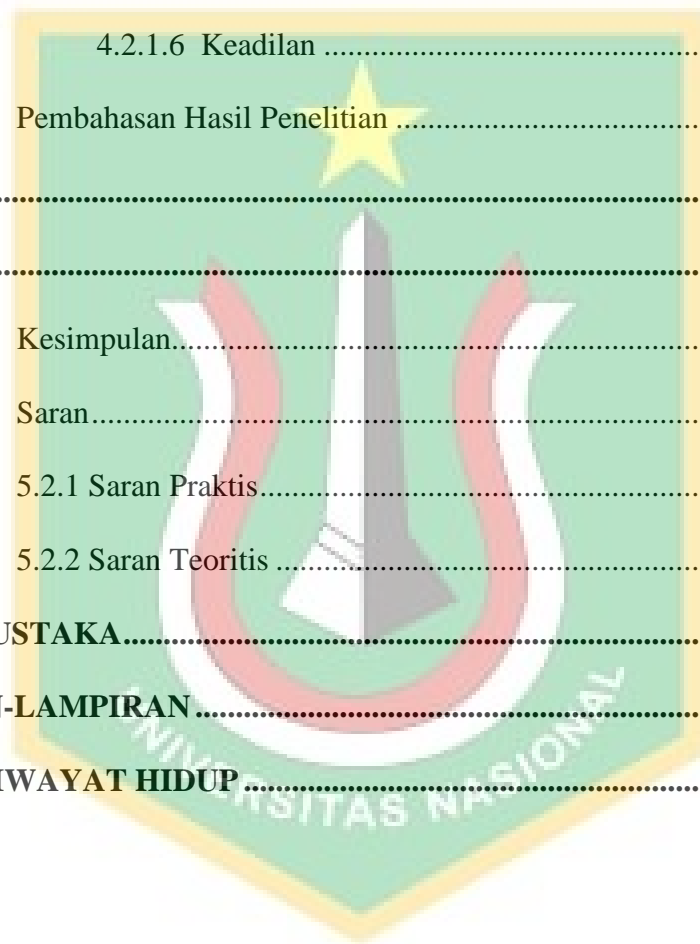 4.2.1.6  Keadilan ..................................................
Pembahasan Hasil Penelitian ..........................................
....................................................................................................
....................................................................................................
Kesimpulan..........................................................................
Saran....................................................................................
5.2.1 Saran Praktis............................................................
5.2.2 Saran Teoritis ..........................................................
USTAKA..............................................................................
N-LAMPIRAN......................................................................
IWAYAT HIDUP ................................................................
UNIVERSITAS NASIONAL